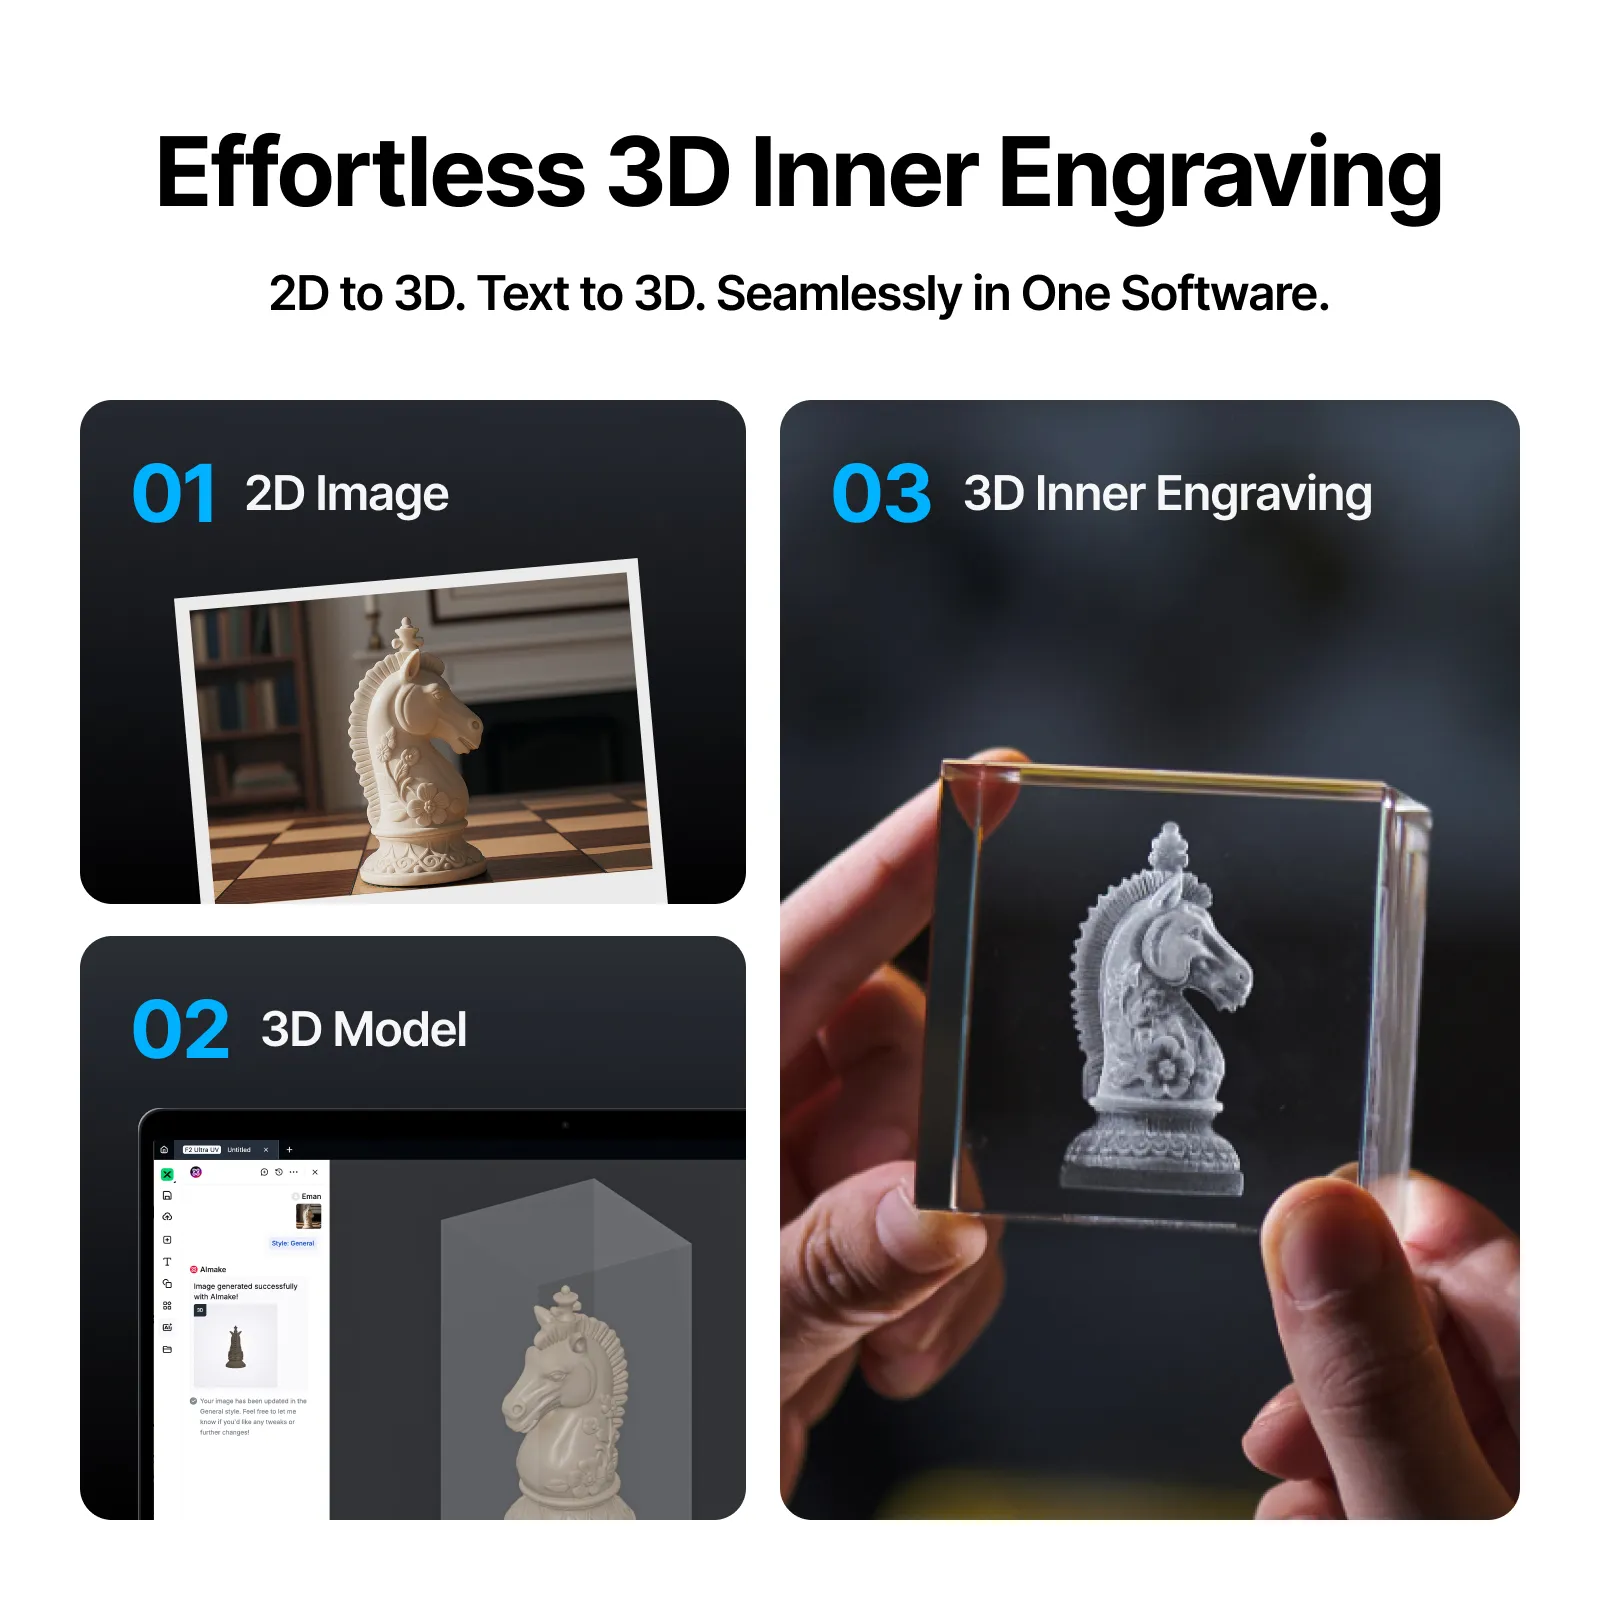 Effortless 3D Inner Engraving
2D to 3D. Text to 3D. Seamlessly in One Software.
01 2D Image
02 3D Model
F2 Ultra UV Untitled
Eman
Style: General
AImake
Image generated successfully
with AImake!
3D
Your image has been updated in the
General style. Feel free to let me
know if you'd like any tweaks or
further changes!
03 3D Inner Engraving